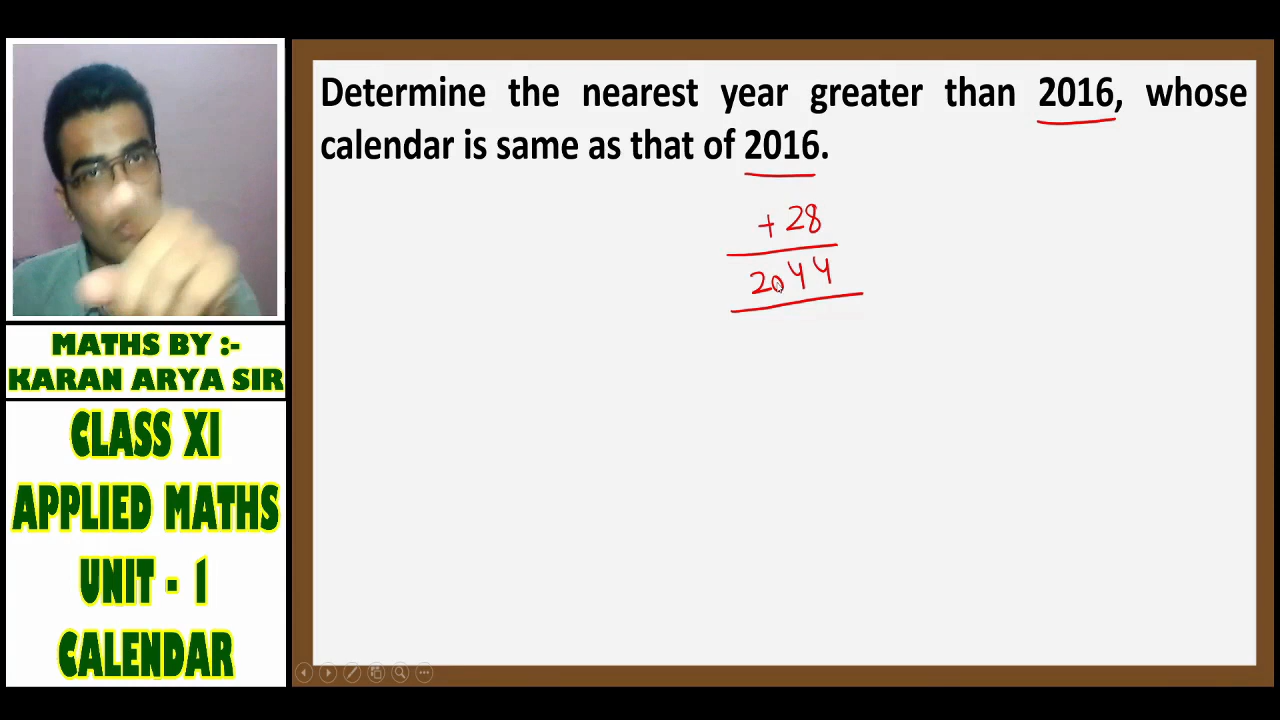 Determine the nearest year greater than 2016, whose
calendar is same as that of 2016.
+ 28
2044
MATHS BY :-
KARAN ARYA SIR
CLASS XI
APPLIED MATHS
UNIT - 1
CALENDAR